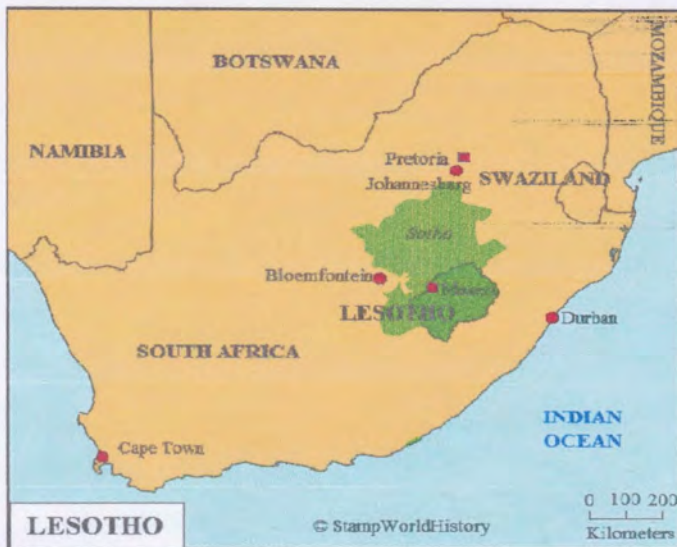 BOTSWANA
MOZAMBIQUE
NAMIBIA
Pretoria
Johannesburg
SWAZILAND
Sotho
Bloemfontein
Maseru
LESOTHO
Durban
SOUTH AFRICA
INDIAN
OCEAN
Cape Town
0 100 200
LESOTHO
© StampWorldHistory
Kilometers